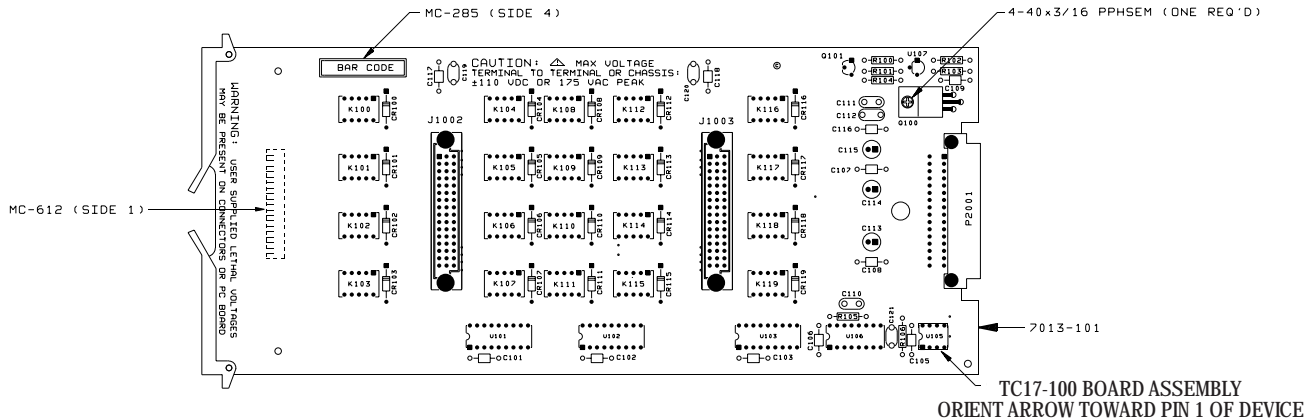 MC-285 (SIDE 4)
4-40x3/16 PPHSEM (ONE REQ'D)
BAR CODE
CAUTION: ⚠ MAX VOLTAGE
TERMINAL TO TERMINAL OR CHASSIS:
±110 VDC OR 175 VAC PEAK
©
C117
C119
C120
C118
Q101
U107
R100
R101
R104
R102
R103
C109
Q100
C111
C112
C116
C115
C107
C114
C113
C108
WARNING: USER SUPPLIED LETHAL VOLTAGES
MAY BE PRESENT ON CONNECTORS OR PC BOARD
K100
CR100
K104
CR104
K108
CR108
K112
CR112
K116
CR116
J1002
J1003
K101
CR101
K105
CR105
K109
CR109
K113
CR113
K117
CR117
MC-612 (SIDE 1)
K102
CR102
K106
CR106
K110
CR110
K114
CR114
K118
CR118
P2001
K103
CR103
K107
CR107
K111
CR111
K115
CR115
K119
CR119
C110
R105
C121
U101
U102
U103
C106
U106
R106
U105
C101
C102
C103
C105
7013-101
TC17-100 BOARD ASSEMBLY
ORIENT ARROW TOWARD PIN 1 OF DEVICE